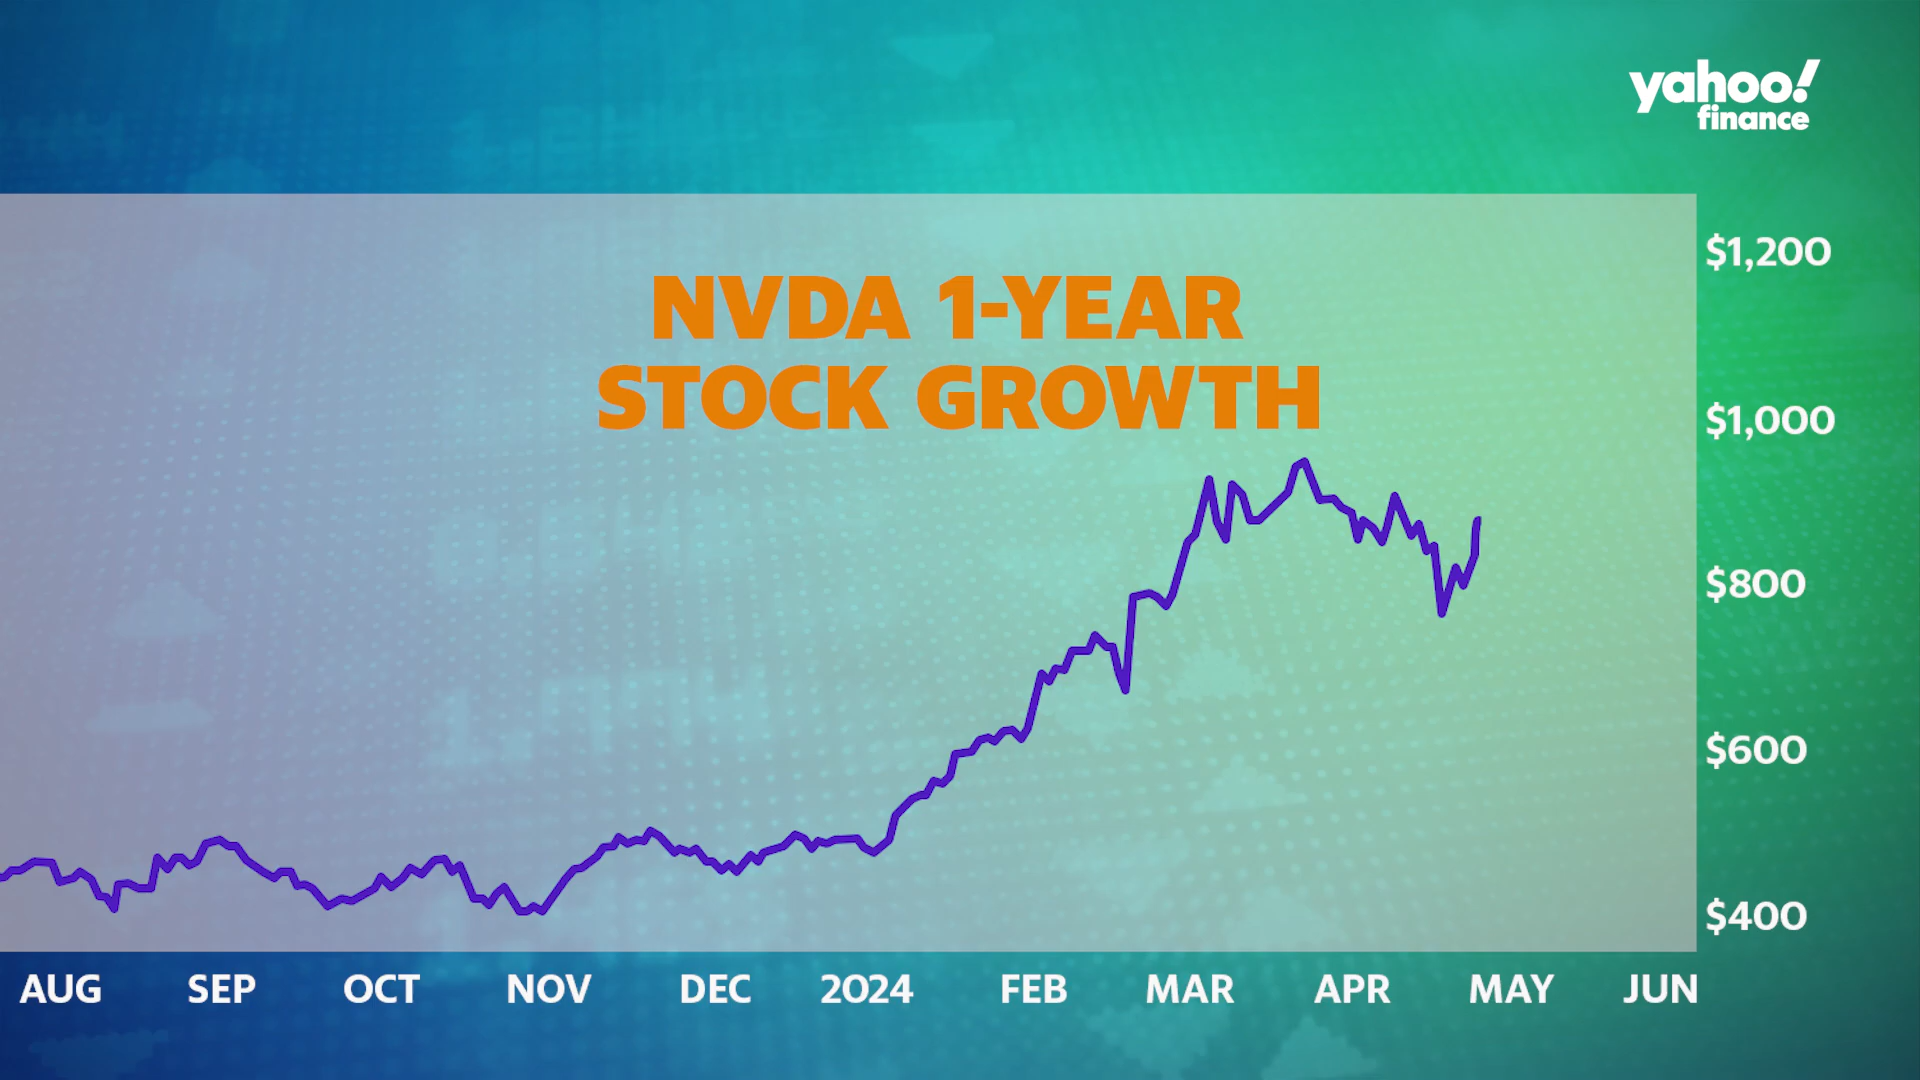 yahoo!
finance
NVDA 1-YEAR
STOCK GROWTH
$1,200
$1,000
$800
$600
$400
AUG SEP OCT NOV DEC 2024 FEB MAR APR MAY JUN